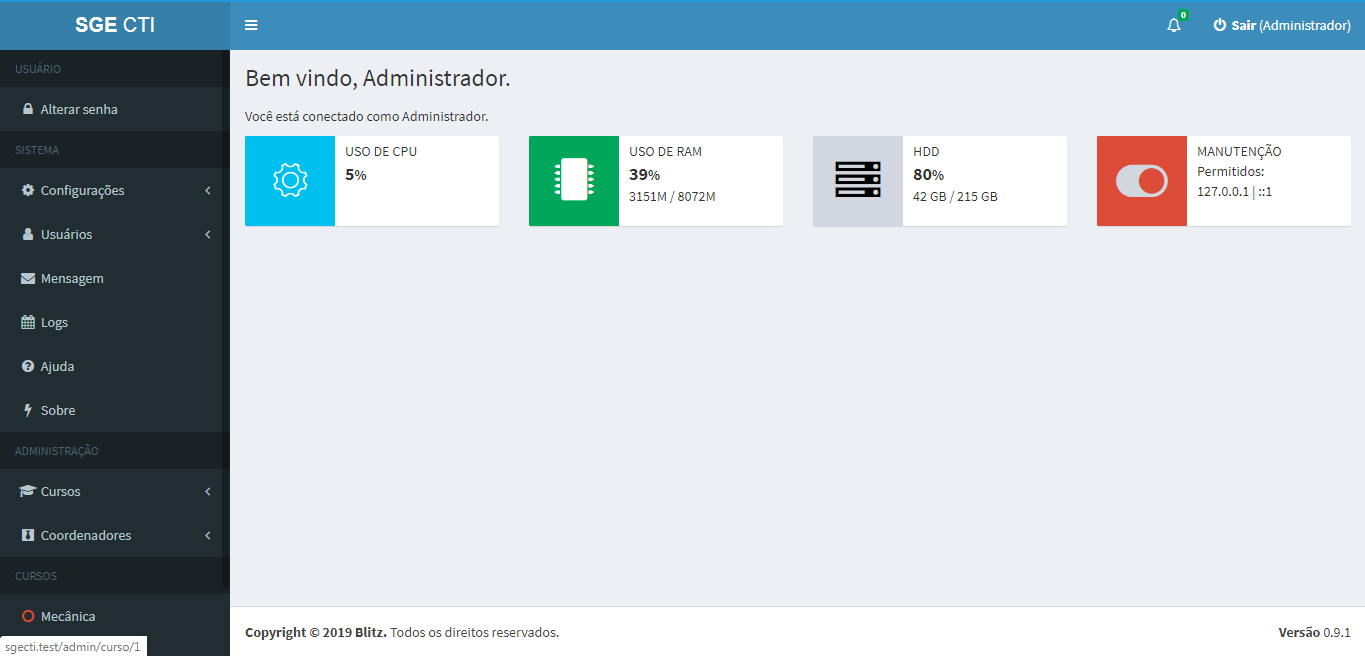 SGE CTI
0
Sair (Administrador)
USUÁRIO
Alterar senha
SISTEMA
Configurações
Usuários
Mensagem
Logs
Ajuda
Sobre
ADMINISTRAÇÃO
Cursos
Coordenadores
CURSOS
Mecânica
sgecti.test/admin/curso/1
Bem vindo, Administrador.
Você está conectado como Administrador.
USO DE CPU
5%
USO DE RAM
39%
3151M / 8072M
HDD
80%
42 GB / 215 GB
MANUTENÇÃO
Permitidos:
127.0.0.1 | ::1
Copyright © 2019 Blitz. Todos os direitos reservados.
Versão 0.9.1